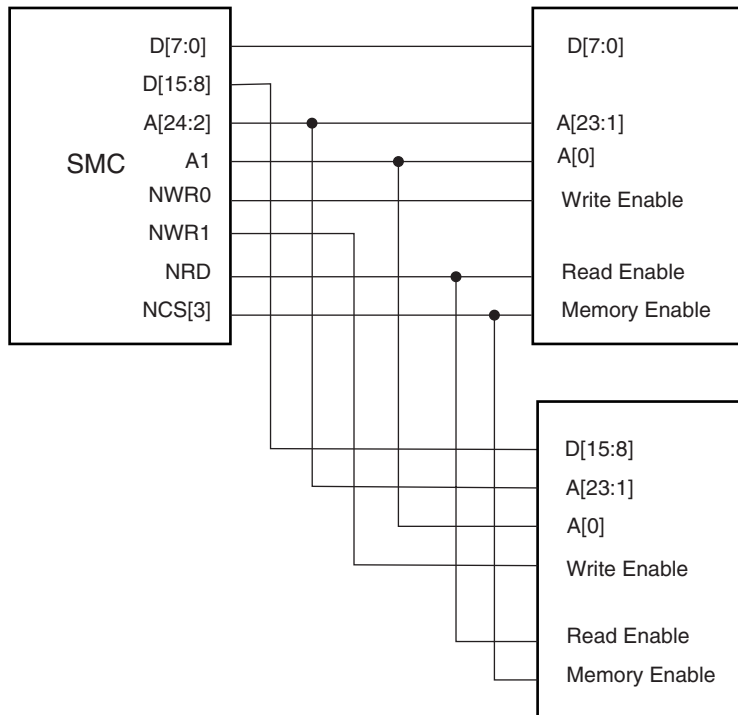 D[7:0]
D[15:8]
A[24:2]
SMC
A1
NWR0
NWR1
NRD
NCS[3]
D[7:0]
A[23:1]
A[0]
Write Enable
Read Enable
Memory Enable
D[15:8]
A[23:1]
A[0]
Write Enable
Read Enable
Memory Enable